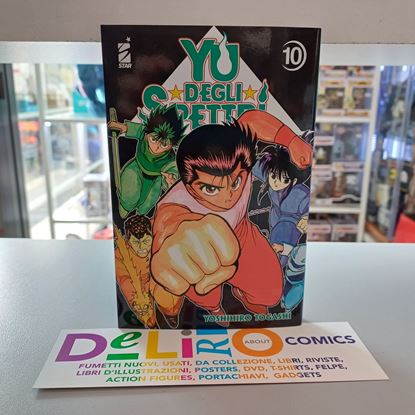 STAR
YU
DEGLI
SPETTRI
10
YOSHIHIRO TOGASHI
DELIRIO
ABOUT
COMICS
FUMETTI NUOVI, USATI, DA COLLEZIONE, LIBRI, RIVISTE,
LIBRI D'ILLUSTRAZIONI, POSTERS, DVD, T-SHIRTS, FELPE,
ACTION FIGURES, PORTACHIAVI, GADGETS